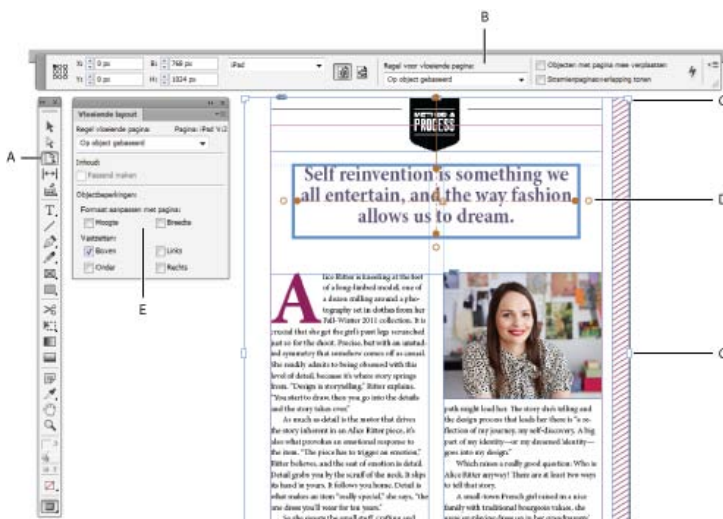 B
X: 0 px
B: 768 px
iPad
Regel voor vloeiende pagina:
Objecten met pagina mee verplaatsen
Y: 0 px
H: 1024 px
Op object gebaseerd
Stramienpaginaoverlapping tonen
C
Vloeiende layout
Regel vloeiende pagina:
Pagina: iPad V:2
A
Op object gebaseerd
PROCESS
Inhoud:
Passend maken
Self reinvention is something we
D
all entertain, and the way fashion
allows us to dream.
Objectbeperkingen:
Formaat aanpassen met pagina:
Hoogte
Breedte
Vastzetten:
Boven
Links
Onder
Rechts
E
Alice Ritter is kneeling at the feet
of a long-limbed model, one of
a dozen milling around a pho-
tography set in clothes from her
Fall-Winter 2011 collection. It is
crucial that she get the girl's pant legs scrunched
just so for the shoot. Precise, but with an unstud-
ied symmetry that somehow comes off as casual.
She readily admits to being obsessed with this
level of detail, because it's where story springs
from. "Design is storytelling," Ritter explains.
"You start to draw, then you go into the details
and the story takes over."
As much as detail is the motor that drives
the story inherent in an Alice Ritter piece, it's
also what provokes an emotional response to
the item. "The piece has to trigger an emotion,"
Ritter believes, and the seat of emotion is detail.
Detail grabs you by the scruff of the neck. It slips
its hand in yours. It follows you home. Detail is
what makes an item "really special," she says, "the
one dress you'll wear for ten years."
So she sweats the small stuff, crafting and
C
path might lead her. The story she's telling and
the design process that leads her there is "a re-
flection of my journey, my self-discovery. A big
part of my identity—or my dreamed identity—
goes into my design."
Which raises a really good question: Who is
Alice Ritter anyway? There are at least two ways
to tell that story.
A small-town French girl raised in a nice
family with traditional bourgeois values, she